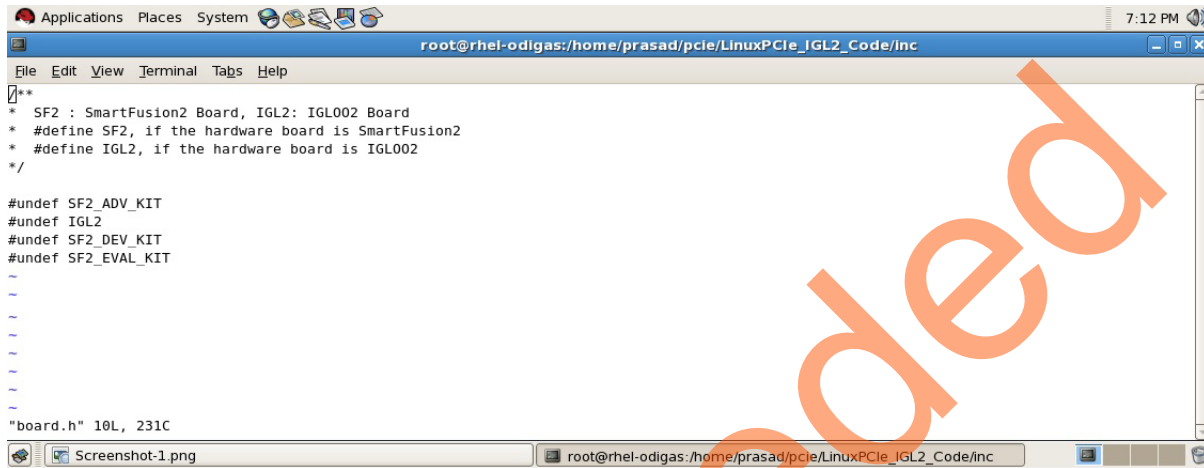 Applications Places System 7:12 PM
root@rhel-odigas:/home/prasad/pcie/LinuxPCIe_IGL2_Code/inc
File Edit View Terminal Tabs Help
/**
*  SF2 : SmartFusion2 Board, IGL2: IGLOO2 Board
*  #define SF2, if the hardware board is SmartFusion2
*  #define IGL2, if the hardware board is IGLOO2
*/
#undef SF2_ADV_KIT
#undef IGL2
#undef SF2_DEV_KIT
#undef SF2_EVAL_KIT
~
~
~
~
~
~
~
~
"board.h" 10L, 231C
Screenshot-1.png root@rhel-odigas:/home/prasad/pcie/LinuxPCIe_IGL2_Code/inc
ded